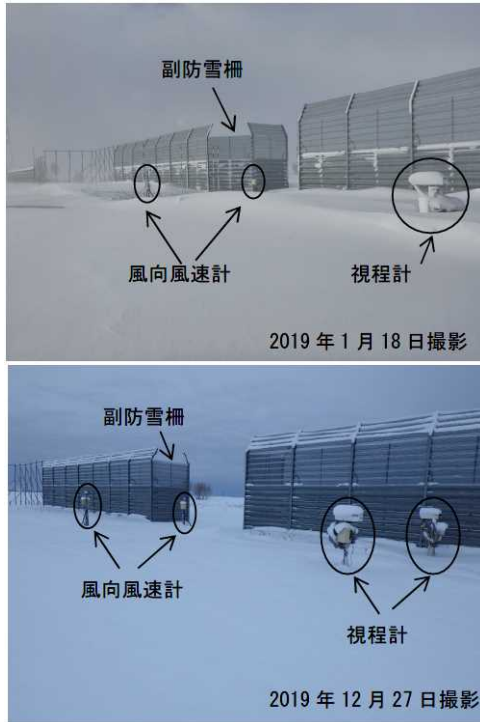 副防雪柵
風向風速計
視程計
2019 年 1 月 18 日撮影
副防雪柵
風向風速計
視程計
2019 年 12 月 27 日撮影